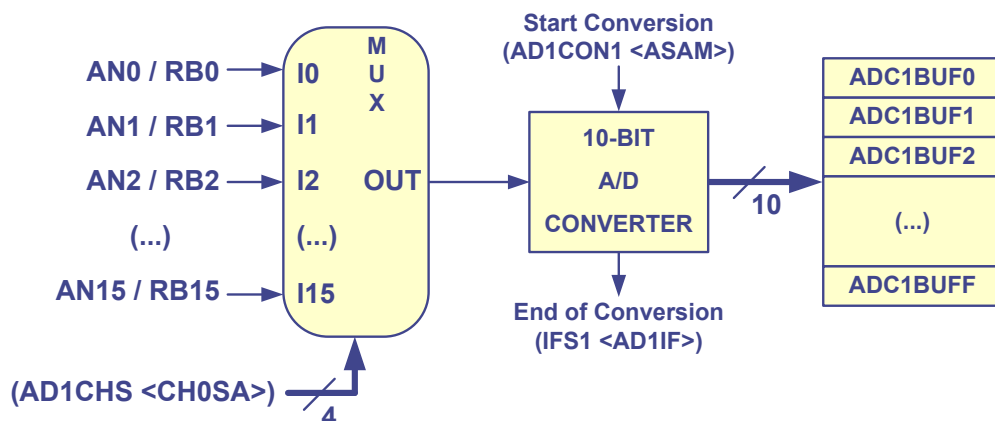 AN0 / RB0
AN1 / RB1
AN2 / RB2
(...)
AN15 / RB15
(AD1CHS <CH0SA>)
4
M
U
X
I0
I1
I2
(...)
I15
OUT
Start Conversion
(AD1CON1 <ASAM>)
10-BIT
A/D
CONVERTER
End of Conversion
(IFS1 <AD1IF>)
10
ADC1BUF0
ADC1BUF1
ADC1BUF2
(...)
ADC1BUFF